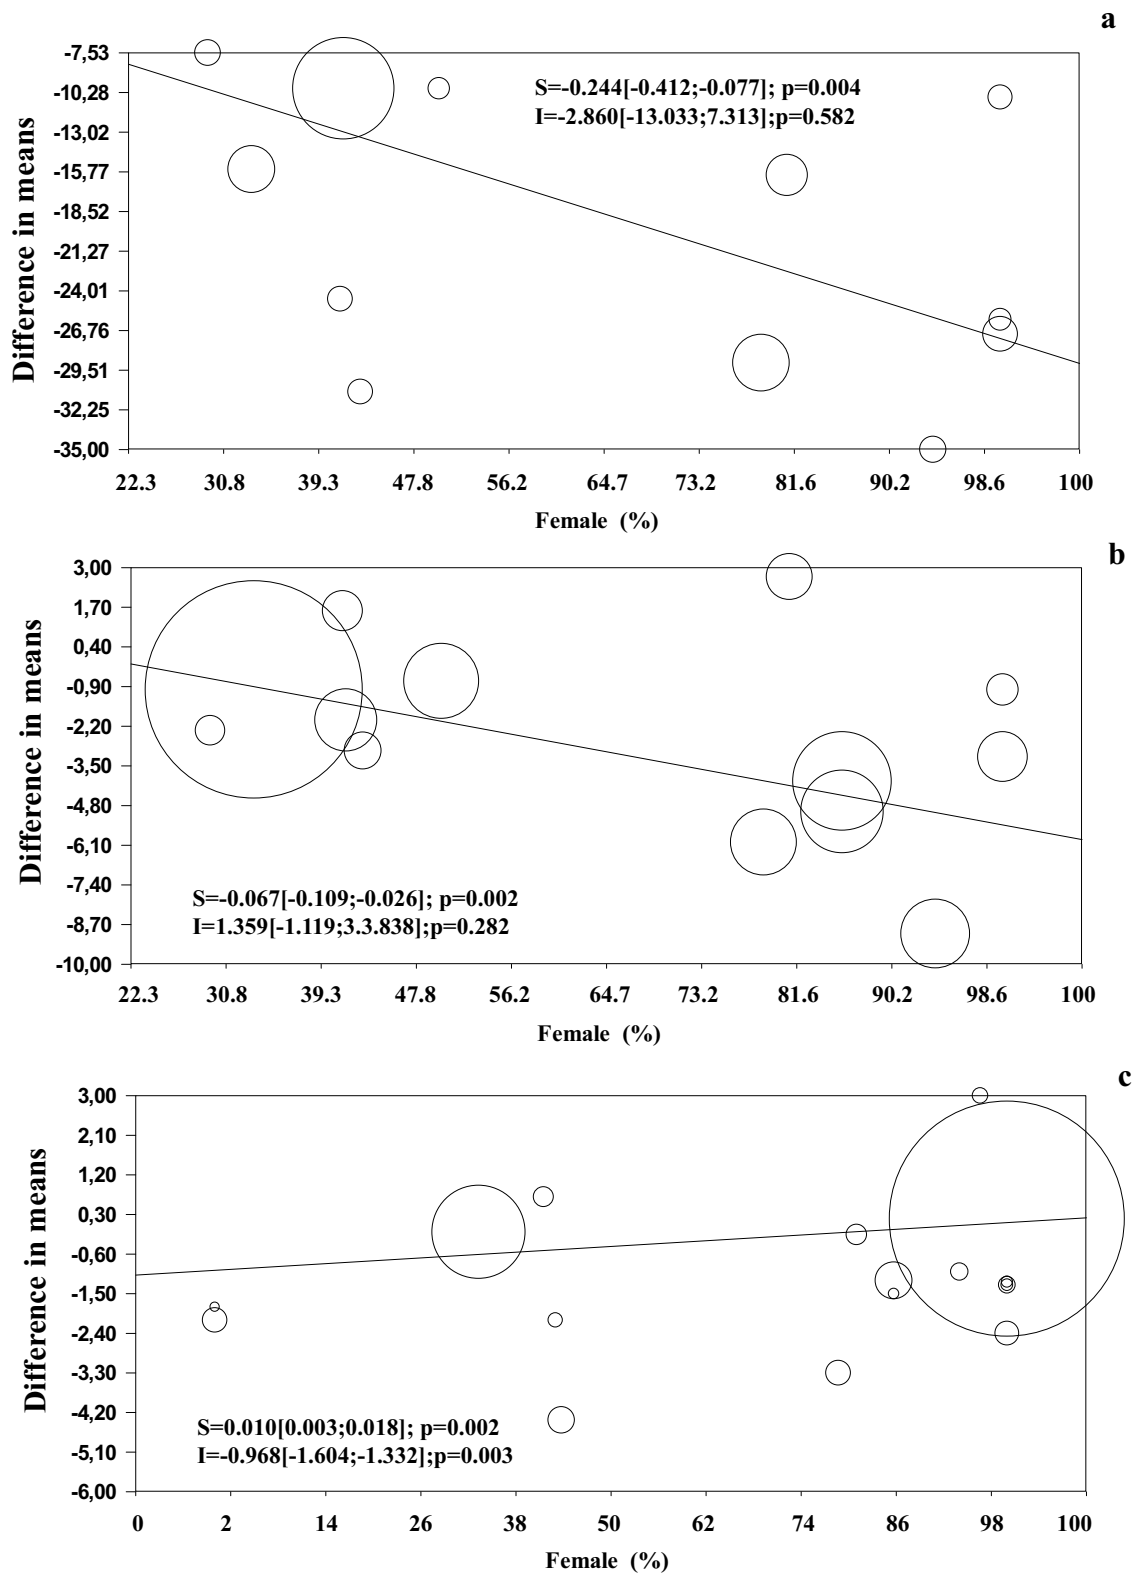 a
-7,53
-10,28
-13,02
-15,77
-18,52
-21,27
-24,01
-26,76
-29,51
-32,25
-35,00
Difference in means
S=-0.244[-0.412;-0.077]; p=0.004
I=-2.860[-13.033;7.313];p=0.582
22.3 30.8 39.3 47.8 56.2 64.7 73.2 81.6 90.2 98.6 100
Female (%)
b
3,00
1,70
0,40
-0,90
-2,20
-3,50
-4,80
-6,10
-7,40
-8,70
-10,00
Difference in means
S=-0.067[-0.109;-0.026]; p=0.002
I=1.359[-1.119;3.3.838];p=0.282
22.3 30.8 39.3 47.8 56.2 64.7 73.2 81.6 90.2 98.6 100
Female (%)
c
3,00
2,10
1,20
0,30
-0,60
-1,50
-2,40
-3,30
-4,20
-5,10
-6,00
Difference in means
S=0.010[0.003;0.018]; p=0.002
I=-0.968[-1.604;-1.332];p=0.003
0 2 14 26 38 50 62 74 86 98 100
Female (%)